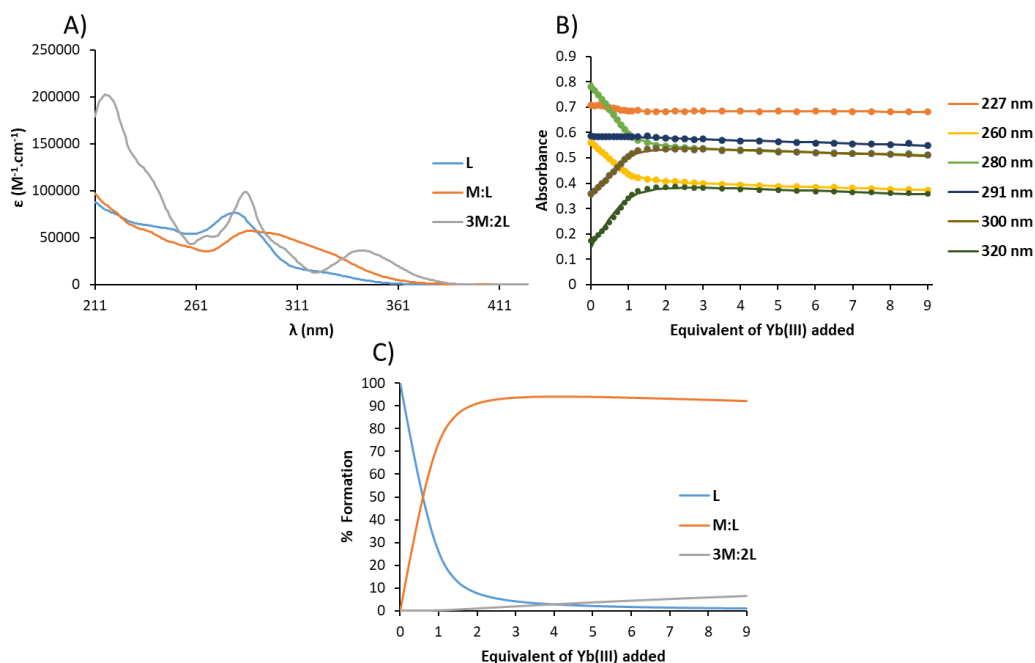 A)
250000
200000
150000
100000
50000
0
ε (M⁻¹.cm⁻¹)
211 261 311 361 411
λ (nm)
L
M:L
3M:2L
B)
0.9
0.8
0.7
0.6
0.5
0.4
0.3
0.2
0.1
0
Absorbance
0 1 2 3 4 5 6 7 8 9
Equivalent of Yb(III) added
227 nm
260 nm
280 nm
291 nm
300 nm
320 nm
C)
100
90
80
70
60
50
40
30
20
10
0
% Formation
0 1 2 3 4 5 6 7 8 9
Equivalent of Yb(III) added
L
M:L
3M:2L